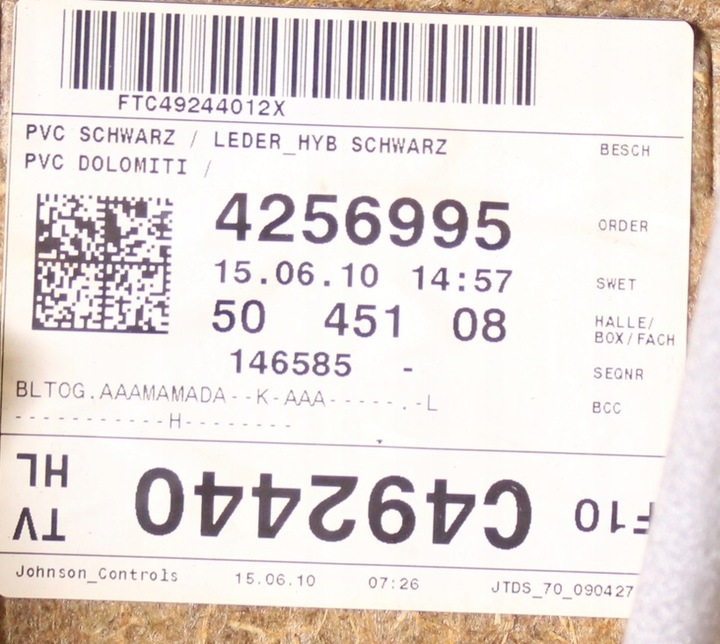 FTC49244012X
PVC SCHWARZ / LEDER_HYB SCHWARZ BESCH
PVC DOLOMITI /
4256995 ORDER
15.06.10 14:57 SWET
50 451 08 HALLE/
BOX/FACH
146585 - SEQNR
BLTOG.AAAMAMADA--K-AAA-----.-L BCC
-----------H--------
F10 C492440 TV
HL
Johnson_Controls 15.06.10 07:26 JTDS_70_090427